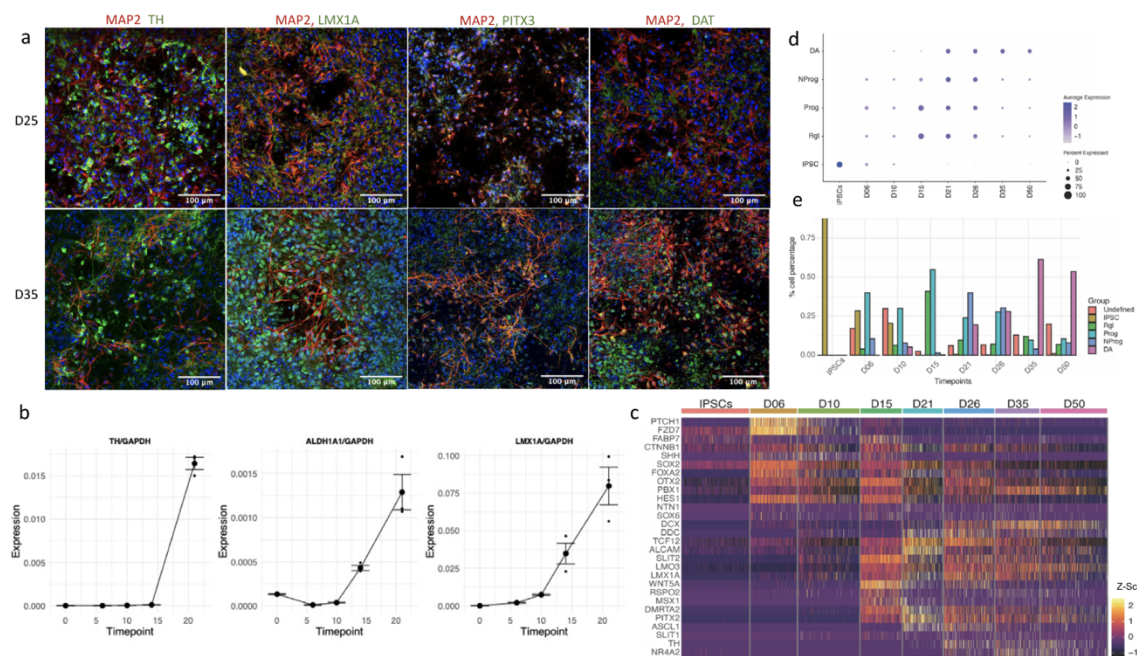 a
MAP2 TH
MAP2, LMX1A
MAP2, PITX3
MAP2, DAT
D25
100 µm
100 µm
100 µm
100 µm
D35
100 µm
100 µm
100 µm
100 µm
b
TH/GAPDH
Expression
0.015
0.010
0.005
0.000
0 5 10 15 20
Timepoint
ALDH1A1/GAPDH
Expression
0.0015
0.0010
0.0005
0.0000
0 5 10 15 20
Timepoint
LMX1A/GAPDH
Expression
0.100
0.075
0.050
0.025
0.000
0 5 10 15 20
Timepoint
d
DA
NProg
Prog
Rgl
IPSC
IPSCs D06 D10 D15 D21 D26 D35 D50
Average Expression
2
1
0
-1
Percent Expressed
0
25
50
75
100
e
% cell percentage
0.75
0.50
0.25
0.00
IPSCs D06 D10 D15 D21 D26 D35 D50
Timepoints
Group
Undefined
IPSC
Rgl
Prog
NProg
DA
c
IPSCs D06 D10 D15 D21 D26 D35 D50
PTCH1
FZD7
FABP7
CTNNB1
SHH
SOX2
FOXA2
OTX2
PBX1
HES1
NTN1
SOX6
DCX
DDC
TCF12
ALCAM
SLIT2
LMO3
LMX1A
WNT5A
RSPO2
MSX1
DMRTA2
PITX2
ASCL1
SLIT1
TH
NR4A2
Z-Sc
2
1
0
-1